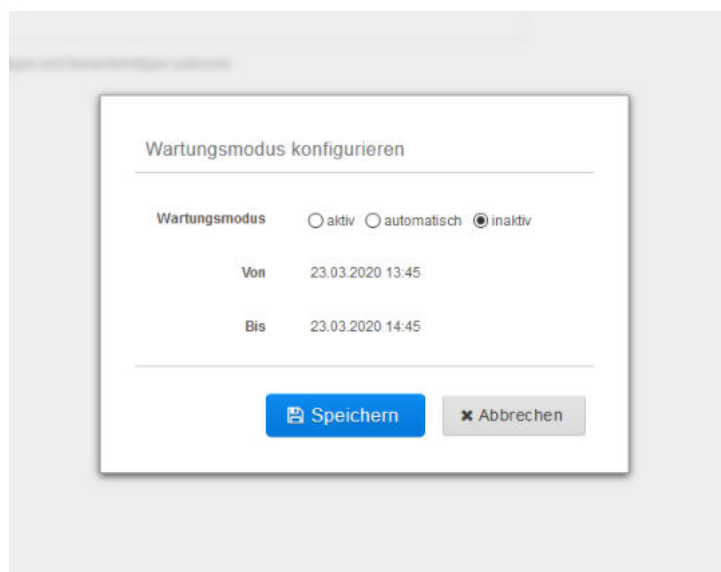 Wartungsmodus konfigurieren
Wartungsmodus aktiv automatisch inaktiv
Von 23.03.2020 13:45
Bis 23.03.2020 14:45
Speichern Abbrechen